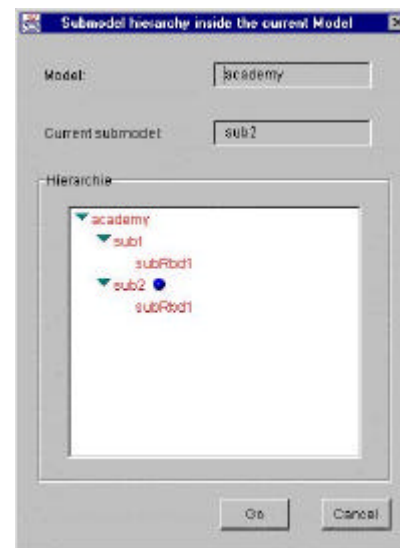 Submodel hierarchy inside the current Model
Model: academy
Current submodel: sub2
Hierarchie
academy
sub1
subRbd1
sub2
subRbd1
Go Cancel